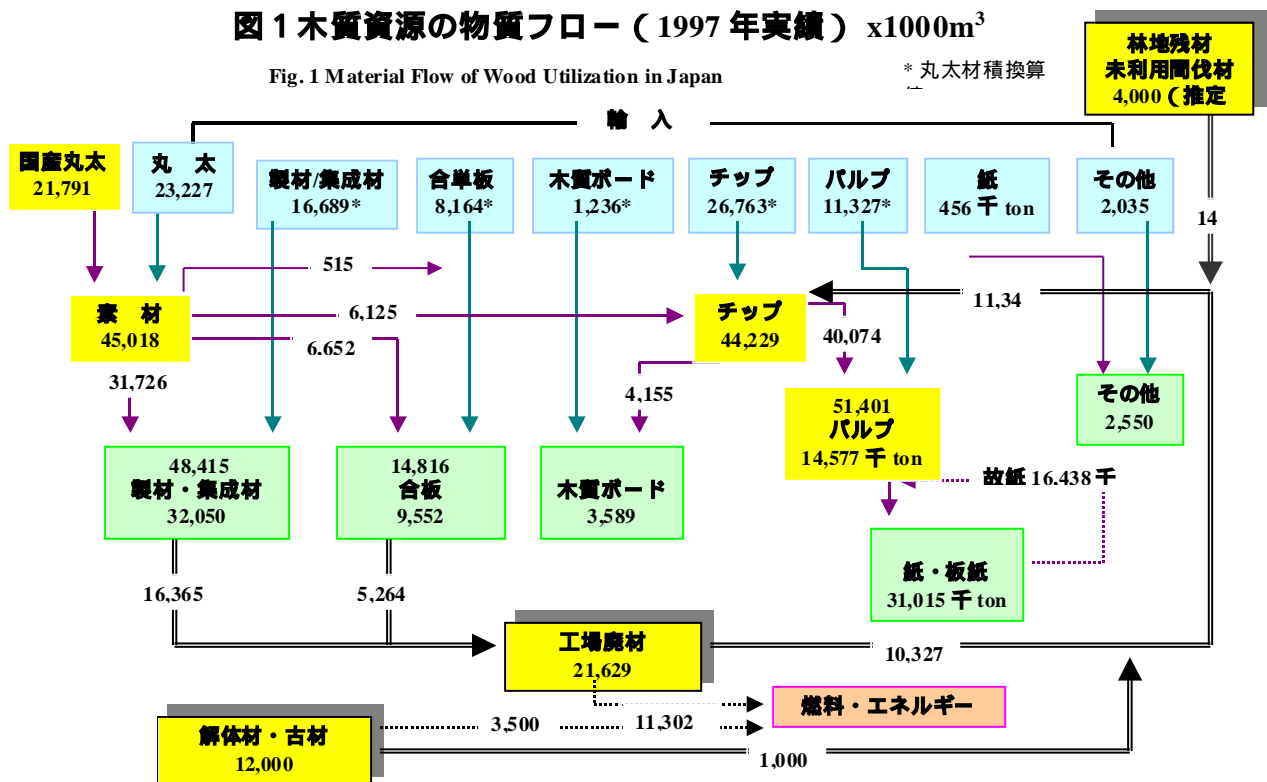 図1木質資源の物質フロー(1997年実績) x1000m³
Fig. 1 Material Flow of Wood Utilization in Japan
*丸太材積換算
林地残材
未利用間伐材
4,000(推定
輸 入
国産丸太
21,791
丸 太
23,227
製材/集成材
16,689*
合単板
8,164*
木質ボード
1,236*
チップ
26,763*
パルプ
11,327*
紙
456 千 ton
その他
2,035
14
515
素 材
45,018
6,125
6,652
31,726
チップ
44,229
11,34
40,074
4,155
51,401
パルプ
14,577 千 ton
その他
2,550
48,415
製材・集成材
32,050
14,816
合板
9,552
木質ボード
3,589
故紙 16,438 千
紙・板紙
31,015 千 ton
16,365
5,264
工場廃材
21,629
10,327
燃料・エネルギー
3,500
11,302
解体材・古材
12,000
1,000